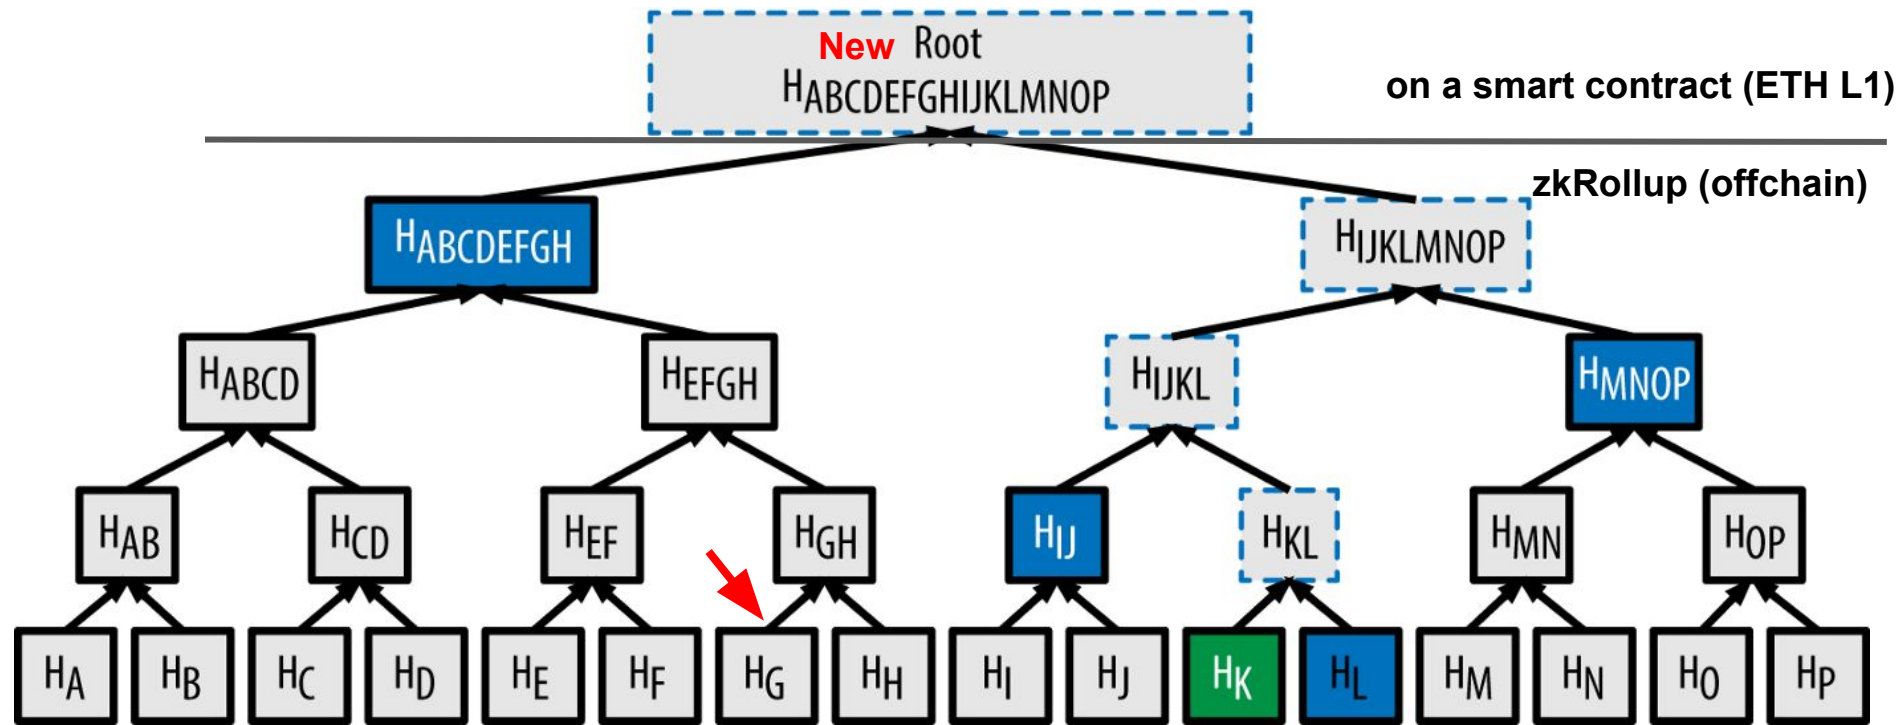 New Root
HABCDEFGHIJKLMNOP
on a smart contract (ETH L1)
zkRollup (offchain)
HABCDEFGH
HIJKLMNOP
HABCD
HEFGH
HIJKL
HMNOP
HAB
HCD
HEF
HGH
HIJ
HKL
HMN
HOP
HA
HB
HC
HD
HE
HF
HG
HH
HI
HJ
HK
HL
HM
HN
HO
HP